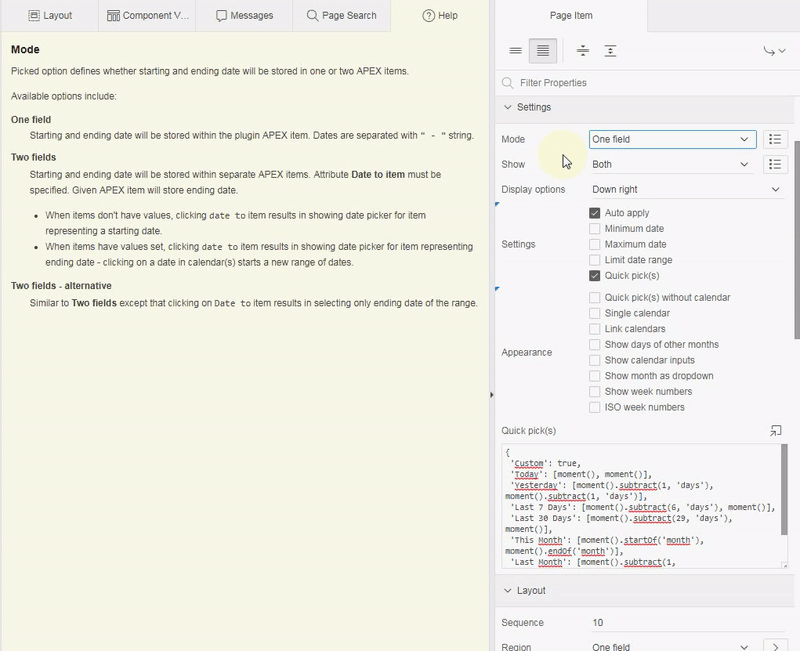 Layout
Component V...
Messages
Page Search
Help
Mode
Picked option defines whether starting and ending date will be stored in one or two APEX items.
Available options include:
One field
Starting and ending date will be stored within the plugin APEX item. Dates are separated with " - " string.
Two fields
Starting and ending date will be stored within separate APEX items. Attribute Date to item must be
specified. Given APEX item will store ending date.
• When items don't have values, clicking date to item results in showing date picker for item
representing a starting date.
• When items have values set, clicking date to item results in showing date picker for item representing
ending date - clicking on a date in calendar(s) starts a new range of dates.
Two fields - alternative
Similar to Two fields except that clicking on Date to item results in selecting only ending date of the range.
Page Item
Filter Properties
Settings
Mode
One field
Show
Both
Display options
Down right
Settings
Auto apply
Minimum date
Maximum date
Limit date range
Quick pick(s)
Appearance
Quick pick(s) without calendar
Single calendar
Link calendars
Show days of other months
Show calendar inputs
Show month as dropdown
Show week numbers
ISO week numbers
Quick pick(s)
{
'Custom': true,
'Today': [moment(), moment()],
'Yesterday': [moment().subtract(1, 'days'),
moment().subtract(1, 'days')],
'Last 7 Days': [moment().subtract(6, 'days'), moment()],
'Last 30 Days': [moment().subtract(29, 'days'),
moment()],
'This Month': [moment().startOf('month'),
moment().endOf('month')],
'Last Month': [moment().subtract(1,
Layout
Sequence
10
Region
One field